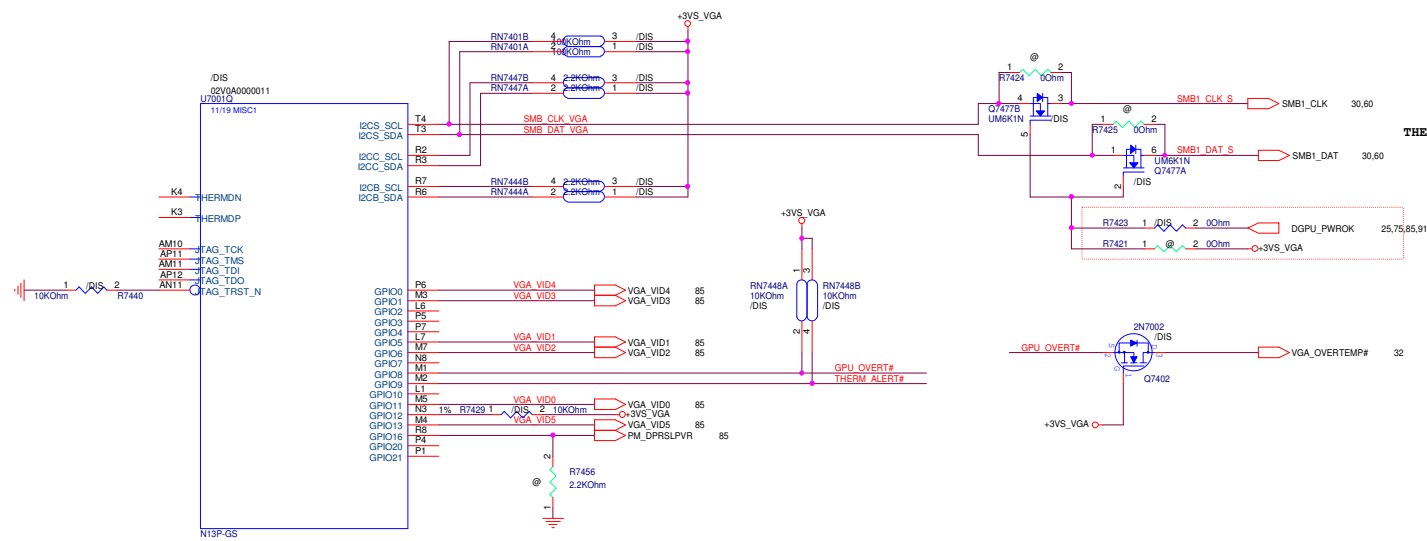 +3VS_VGA
RN7401B 4 100KOhm 3 /DIS
RN7401A 2 100KOhm 1 /DIS
RN7447B 4 2.2KOhm 3 /DIS
RN7447A 2 2.2KOhm 1 /DIS
/DIS
02V0A0000011
U7001Q
11/19 MISC1
I2CS_SCL T4 SMB_CLK_VGA
I2CS_SDA T3 SMB_DAT_VGA
I2CC_SCL R2
I2CC_SDA R3
I2CB_SCL R7 RN7444B 4 2.2KOhm 3 /DIS
I2CB_SDA R6 RN7444A 2 2.2KOhm 1 /DIS
K4 THERMDN
K3 THERMDP
AM10 JTAG_TCK
AP11 JTAG_TMS
AM11 JTAG_TDI
AP12 JTAG_TDO
AN11 JTAG_TRST_N
1 /DIS 2
10KOhm R7440
GPIO0 P6 VGA_VID4 VGA_VID4 85
GPIO1 M3 VGA_VID3 VGA_VID3 85
GPIO2 L6
GPIO3 P5
GPIO4 P7
GPIO5 L7 VGA_VID1 VGA_VID1 85
GPIO6 M7 VGA_VID2 VGA_VID2 85
GPIO7 N8
GPIO8 M1 GPU_OVERT#
GPIO9 M2 THERM_ALERT#
GPIO10 L1
GPIO11 M5 VGA_VID0 VGA_VID0 85
GPIO12 N3 1% R7429 1 /DIS 2 10KOhm +3VS_VGA
GPIO13 M4 VGA_VID5 VGA_VID5 85
GPIO16 R8 PM_DPRSLPVR 85
GPIO20 P4
GPIO21 P1
N13P-GS
2
R7456
@ 2.2KOhm
1
+3VS_VGA
1 3
RN7448A RN7448B
10KOhm 10KOhm
/DIS /DIS
2 4
@
1 2
R7424 0Ohm
4 3 SMB1_CLK_S SMB1_CLK 30,60
Q7477B
UM6K1N /DIS
5
@
1 2
R7425 0Ohm
1 6 SMB1_DAT_S SMB1_DAT 30,60
UM6K1N
Q7477A
/DIS
2
THE
R7423 1 /DIS 2 0Ohm DGPU_PWROK 25,75,85,91
R7421 1 @ 2 0Ohm +3VS_VGA
2N7002
/DIS
GPU_OVERT# 2 S D 3 VGA_OVERTEMP# 32
G 1
Q7402
+3VS_VGA